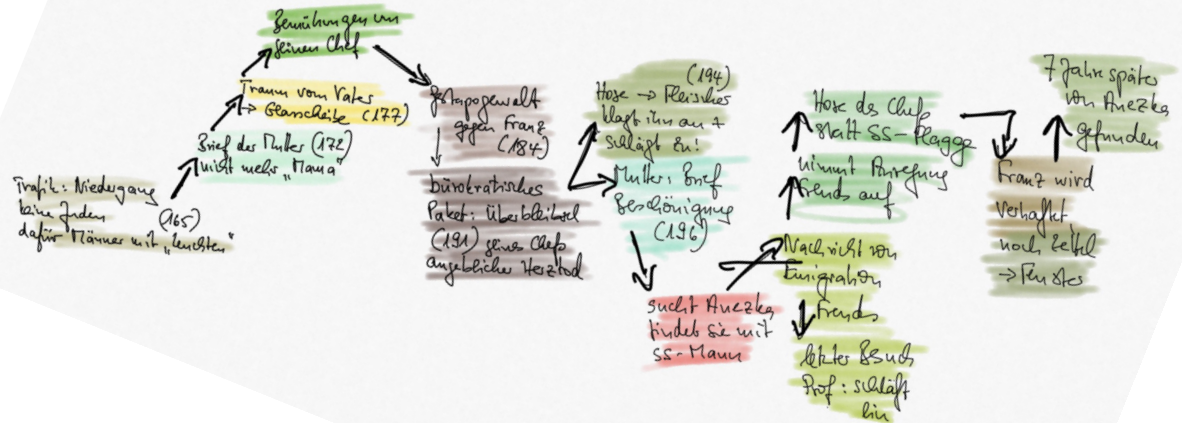 Trafik: Niedergang
keine Juden (165)
dafür Männer mit „leuchten“
Brief der Mutter (172)
nicht mehr „Mama“
Traum vom Vater
→ Glasscheibe (177)
Bemühungen um
seinen Chef
Gestapogewalt
gegen Franz
(184)
bürokratisches
Paket: Überbleibsel
(191) seines Chefs
angeblicher Herztod
(194)
Hose → Fleischer
klagt ihn an +
schlägt zu!
Mutter: Brief
Beschönigung
(196)
sucht Anezka,
findet sie mit
SS-Mann
Nachricht von
Emigration
Freuds
letzter Besuch
Prof: schläft
hin
nimmt Anregung
Freuds auf
Hose des Chefs
statt SS-Flagge
Franz wird
verhaftet,
noch Zettel
→ Fenster
7 Jahre später
von Anezka
gefunden